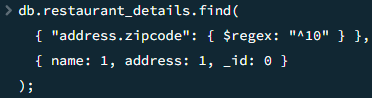 > db.restaurant_details.find(
{ "address.zipcode": { $regex: "^10" } },
{ name: 1, address: 1, _id: 0 }
);